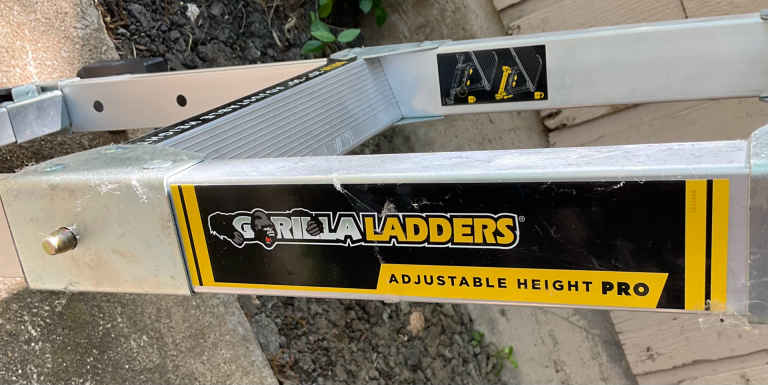 GORILLA LADDERS®
ADJUSTABLE HEIGHT PRO